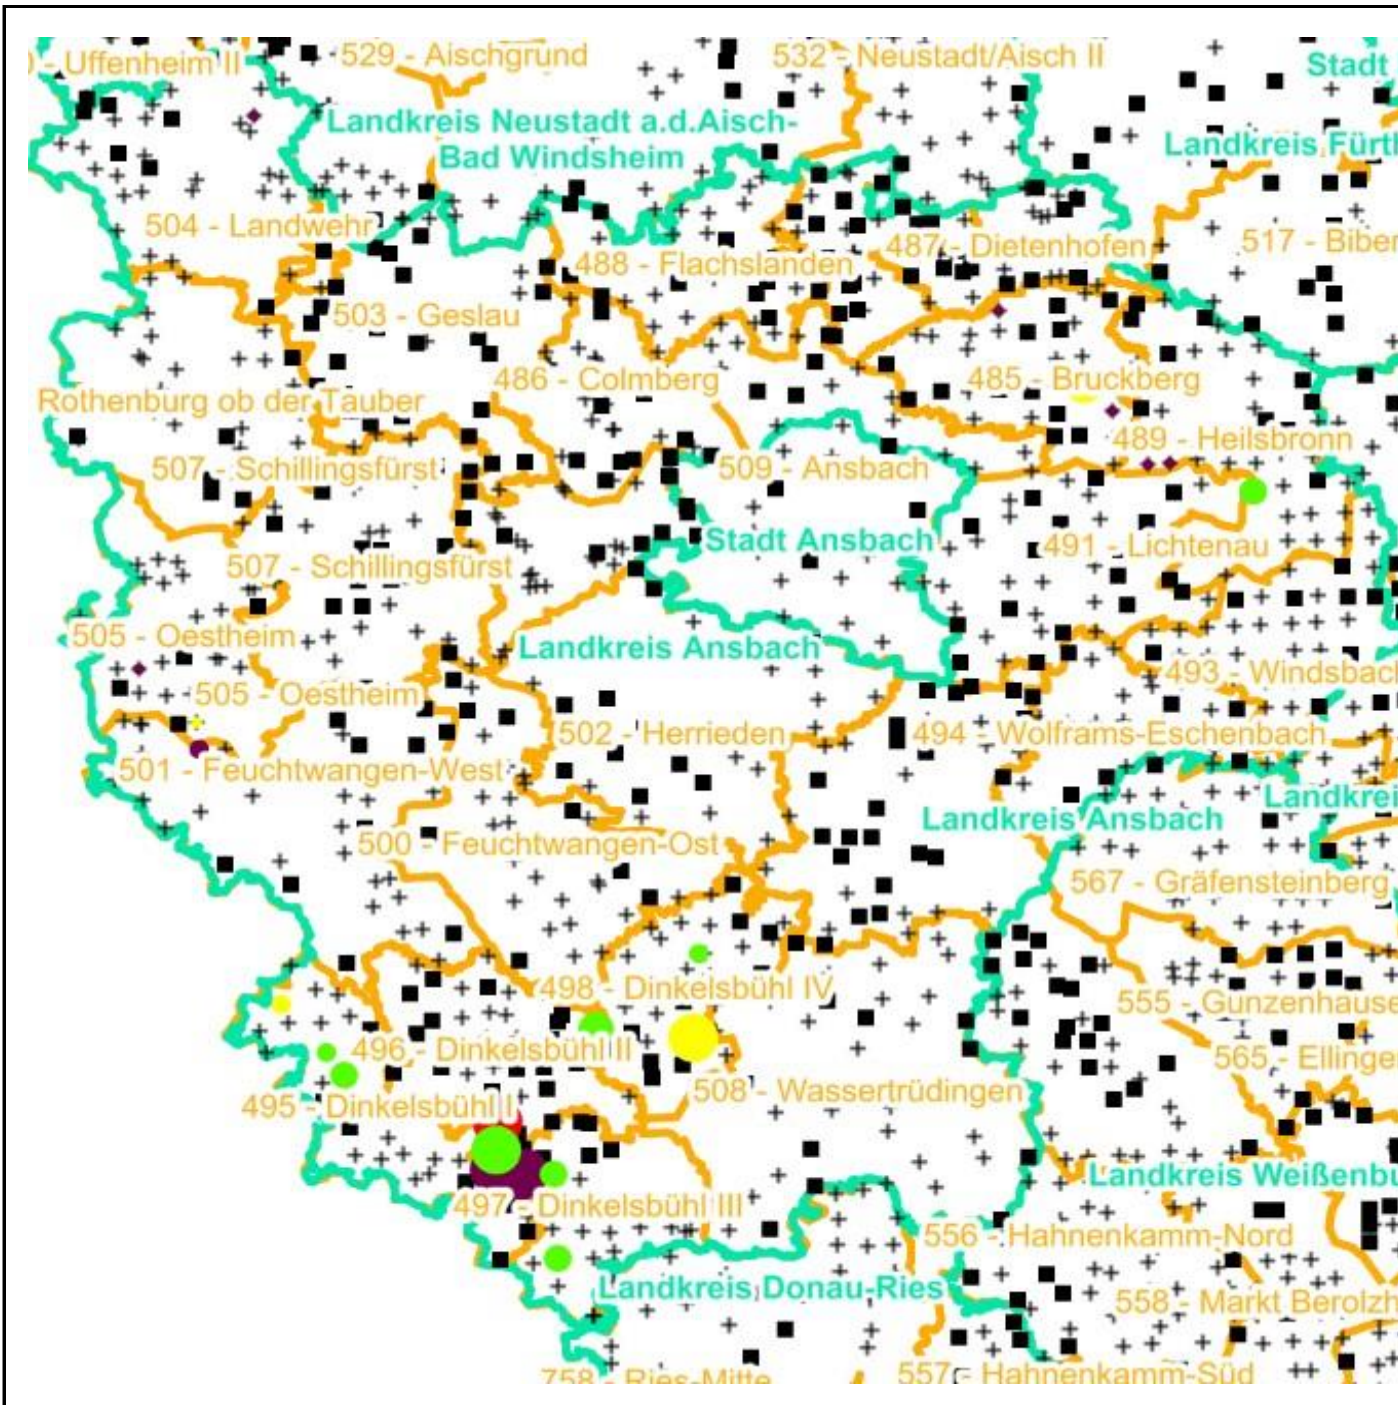 529 - Aischgrund
532 - Neustadt/Aisch II
- Uffenheim II
Stadt
Landkreis Neustadt a.d.Aisch-
Bad Windsheim
Landkreis Fürth
504 - Landwehr
487 - Dietenhofen
517 - Biber
488 - Flachslanden
503 - Geslau
486 - Colmberg
485 - Bruckberg
Rothenburg ob der Tauber
489 - Heilsbronn
507 - Schillingsfürst
509 - Ansbach
Stadt Ansbach
491 - Lichtenau
507 - Schillingsfürst
505 - Oestheim
Landkreis Ansbach
493 - Windsbach
505 - Oestheim
502 - Herrieden
494 - Wolframs-Eschenbach
501 - Feuchtwangen-West
Landkrei
Landkreis Ansbach
500 - Feuchtwangen-Ost
567 - Gräfensteinberg
498 - Dinkelsbühl IV
555 - Gunzenhause
496 - Dinkelsbühl II
565 - Ellinge
508 - Wassertrüdingen
495 - Dinkelsbühl I
Landkreis Weißenbu
497 - Dinkelsbühl III
556 - Hahnenkamm-Nord
Landkreis Donau-Ries
558 - Markt Berolzh
557 - Hahnenkamm-Süd
758 - Ries-Mitte